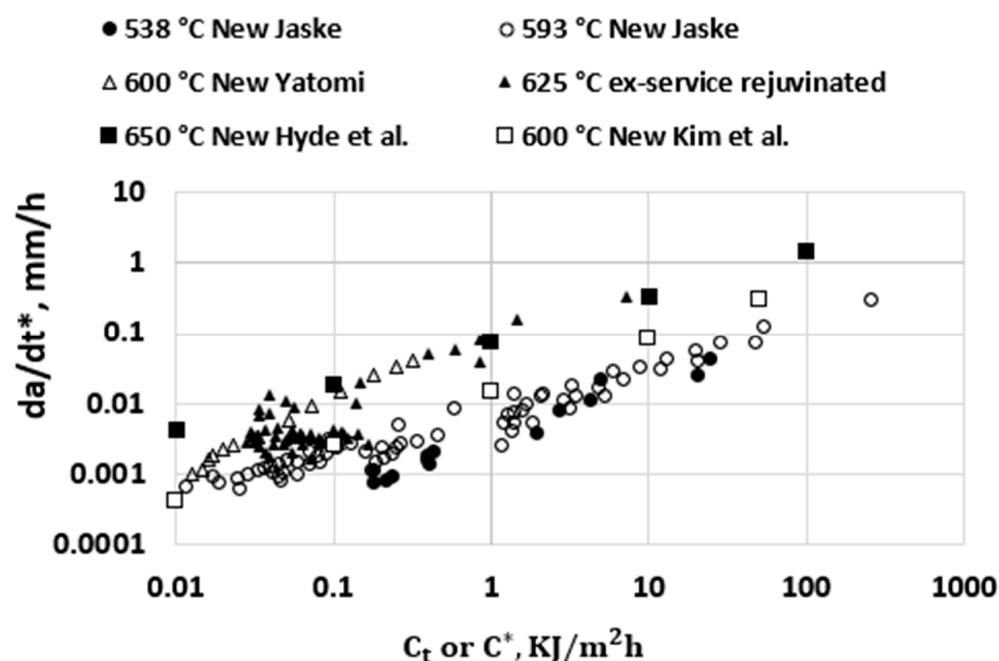 538 °C New Jaske
593 °C New Jaske
600 °C New Yatomi
625 °C ex-service rejuvinated
650 °C New Hyde et al.
600 °C New Kim et al.
da/dt*, mm/h
10
1
0.1
0.01
0.001
0.0001
0.01 0.1 1 10 100 1000
Cₜ or C*, KJ/m²h